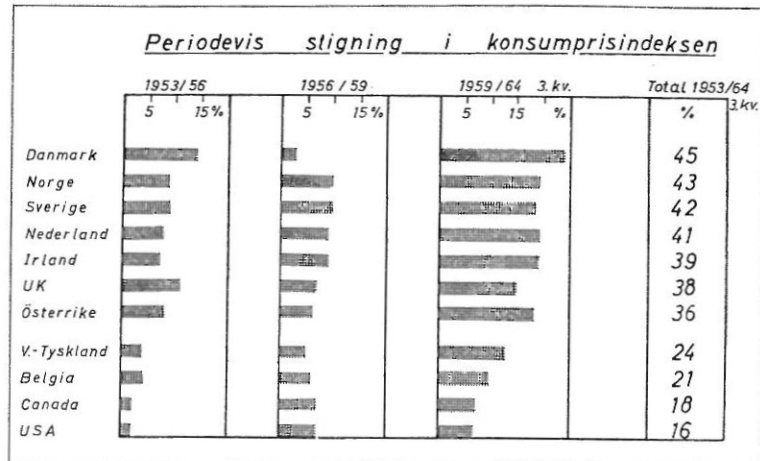 Periodevis stigning i konsumprisindeksen
1953/56 1956/59 1959/64 3. kv. Total 1953/64 3.kv.
5 15% 5 15% 5 15 % %
Danmark 45
Norge 43
Sverige 42
Nederland 41
Irland 39
UK 38
Österrike 36
V.-Tyskland 24
Belgia 21
Canada 18
USA 16